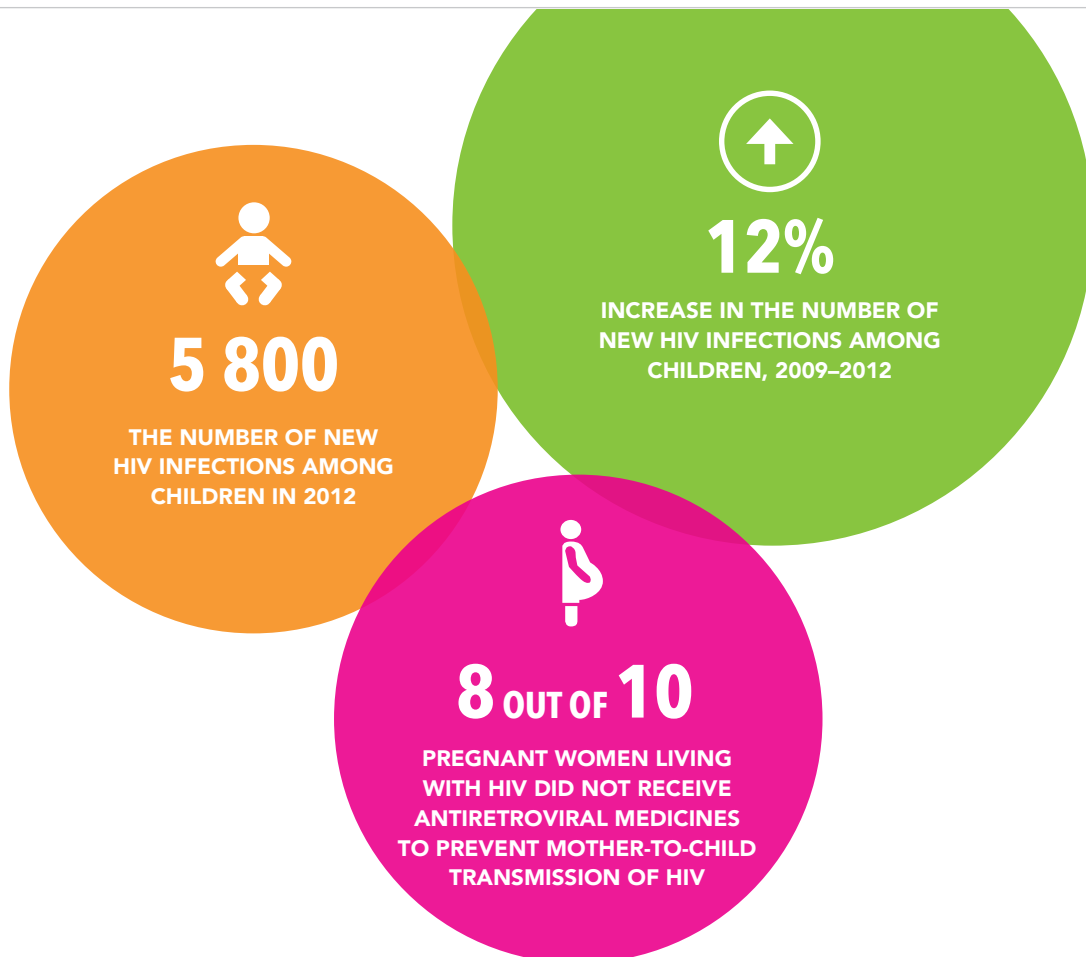 12%
INCREASE IN THE NUMBER OF
NEW HIV INFECTIONS AMONG
CHILDREN, 2009–2012
5 800
THE NUMBER OF NEW
HIV INFECTIONS AMONG
CHILDREN IN 2012
8 OUT OF 10
PREGNANT WOMEN LIVING
WITH HIV DID NOT RECEIVE
ANTIRETROVIRAL MEDICINES
TO PREVENT MOTHER-TO-CHILD
TRANSMISSION OF HIV